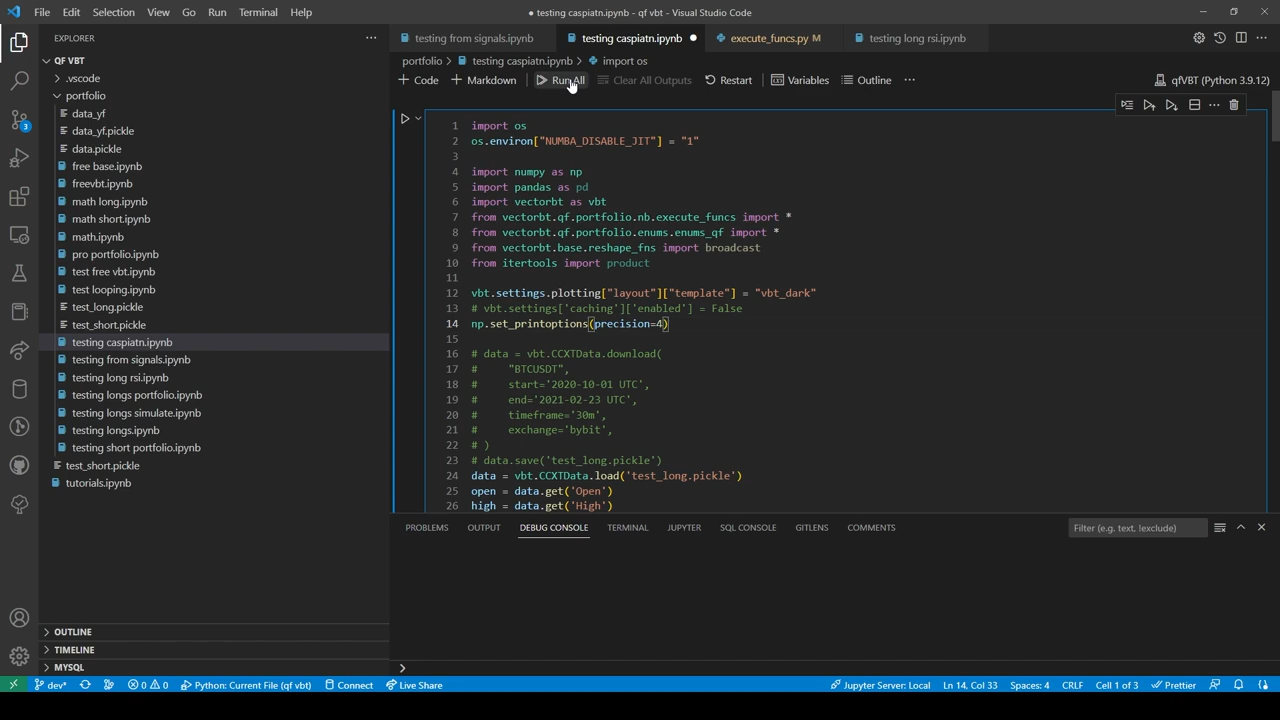 File Edit Selection View Go Run Terminal Help
● testing caspiatn.ipynb - qf vbt - Visual Studio Code
EXPLORER
testing from signals.ipynb
testing caspiatn.ipynb
execute_funcs.py M
testing long rsi.ipynb
QF VBT
portfolio > testing caspiatn.ipynb > import os
+ Code + Markdown Run All Clear All Outputs Restart Variables Outline ...
qfVBT (Python 3.9.12)
.vscode
portfolio
data_yf
data_yf.pickle
data.pickle
free base.ipynb
freevbt.ipynb
math long.ipynb
math short.ipynb
math.ipynb
pro portfolio.ipynb
test free vbt.ipynb
test looping.ipynb
test_long.pickle
test_short.pickle
testing caspiatn.ipynb
testing from signals.ipynb
testing long rsi.ipynb
testing longs portfolio.ipynb
testing longs simulate.ipynb
testing longs.ipynb
testing short portfolio.ipynb
test_short.pickle
tutorials.ipynb
OUTLINE
TIMELINE
MYSQL
3
1 import os
2 os.environ["NUMBA_DISABLE_JIT"] = "1"
3
4 import numpy as np
5 import pandas as pd
6 import vectorbt as vbt
7 from vectorbt.qf.portfolio.nb.execute_funcs import *
8 from vectorbt.qf.portfolio.enums.enums_qf import *
9 from vectorbt.base.reshape_fns import broadcast
10 from itertools import product
11
12 vbt.settings.plotting["layout"]["template"] = "vbt_dark"
13 # vbt.settings['caching']['enabled'] = False
14 np.set_printoptions(precision=4)
15
16 # data = vbt.CCXTData.download(
17 #     "BTCUSDT",
18 #     start='2020-10-01 UTC',
19 #     end='2021-02-23 UTC',
20 #     timeframe='30m',
21 #     exchange='bybit',
22 # )
23 # data.save('test_long.pickle')
24 data = vbt.CCXTData.load('test_long.pickle')
25 open = data.get('Open')
26 high = data.get('High')
PROBLEMS OUTPUT DEBUG CONSOLE TERMINAL JUPYTER SQL CONSOLE GITLENS COMMENTS
Filter (e.g. text, !exclude)
dev* 0 0 Python: Current File (qf vbt) Connect Live Share
Jupyter Server: Local Ln 14, Col 33 Spaces: 4 CRLF Cell 1 of 3 Prettier